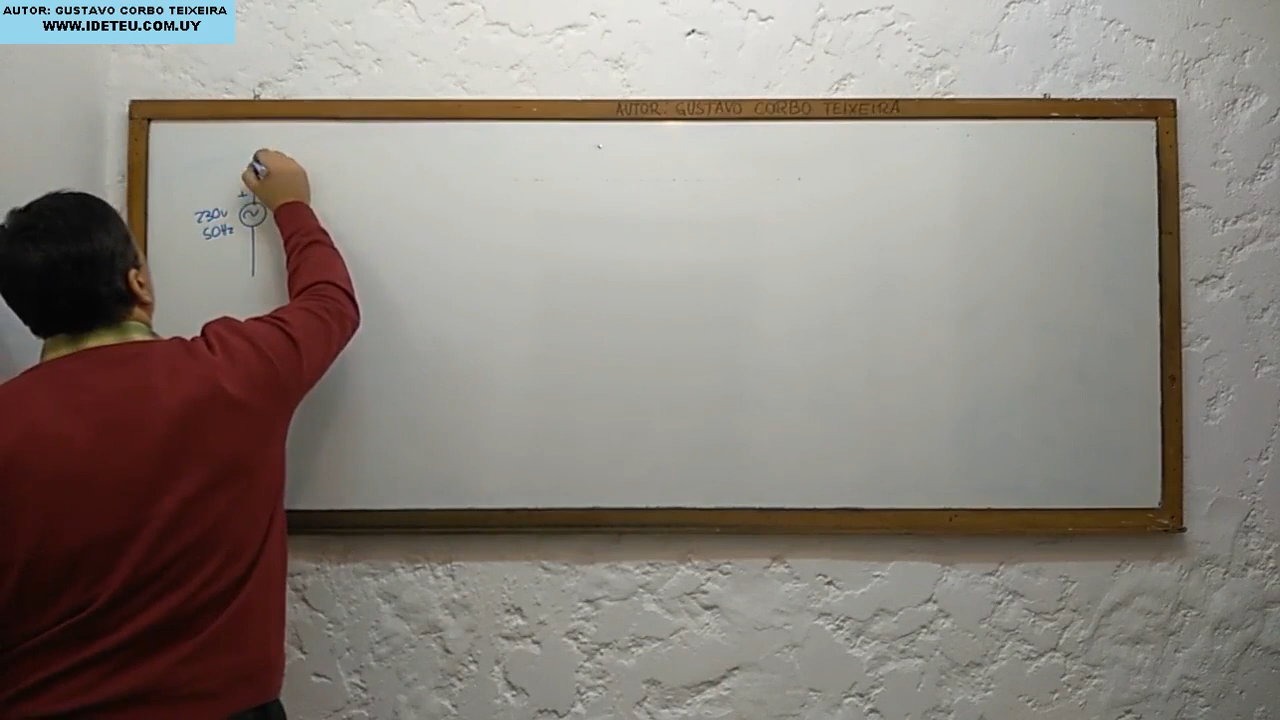 AUTOR: GUSTAVO CORBO TEIXEIRA
WWW.IDETEU.COM.UY
AUTOR: GUSTAVO CORBO TEIXEIRA
+
230V
50Hz